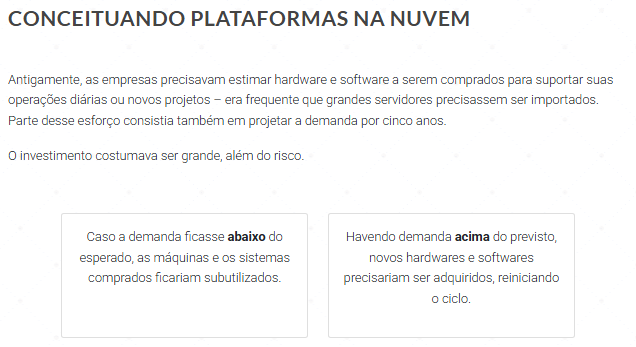 CONCEITUANDO PLATAFORMAS NA NUVEM
Antigamente, as empresas precisavam estimar hardware e software a serem comprados para suportar suas
operações diárias ou novos projetos – era frequente que grandes servidores precisassem ser importados.
Parte desse esforço consistia também em projetar a demanda por cinco anos.
O investimento costumava ser grande, além do risco.
Caso a demanda ficasse abaixo do
esperado, as máquinas e os sistemas
comprados ficariam subutilizados.
Havendo demanda acima do previsto,
novos hardwares e softwares
precisariam ser adquiridos, reiniciando
o ciclo.